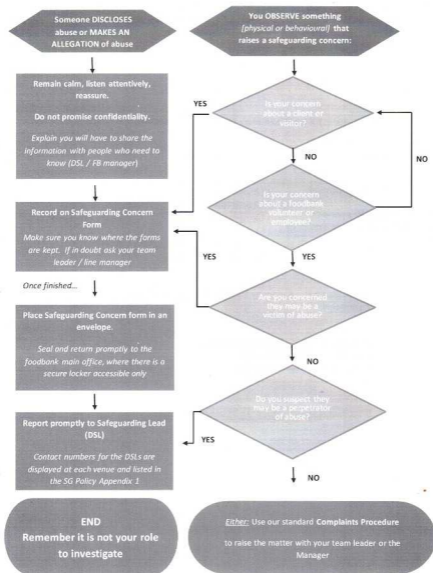 Someone DISCLOSES
abuse or MAKES AN
ALLEGATION of abuse
Remain calm, listen attentively,
reassure.
Do not promise confidentiality.
Explain you will have to share the
information with people who need to
know (DSL / FB manager)
Record on Safeguarding Concern
Form
Make sure you know where the forms
are kept. If in doubt ask your team
leader / line manager
Once finished...
Place Safeguarding Concern form in an
envelope.
Seal and return promptly to the
foodbank main office, where there is a
secure locker accessible only
Report promptly to Safeguarding Lead
(DSL)
Contact numbers for the DSLs are
displayed at each venue and listed in
the SG Policy Appendix 1
END
Remember it is not your role
to investigate
You OBSERVE something
(physical or behavioural) that
raises a safeguarding concern:
Is your concern
about a client or
visitor?
YES
NO
NO
Is your concern
about a foodbank
volunteer or
employee?
YES
YES
Are you concerned
they may be a
victim of abuse?
NO
Do you suspect they
may be a perpetrator
of abuse?
YES
NO
Either: Use our standard Complaints Procedure
to raise the matter with your team leader or the
Manager